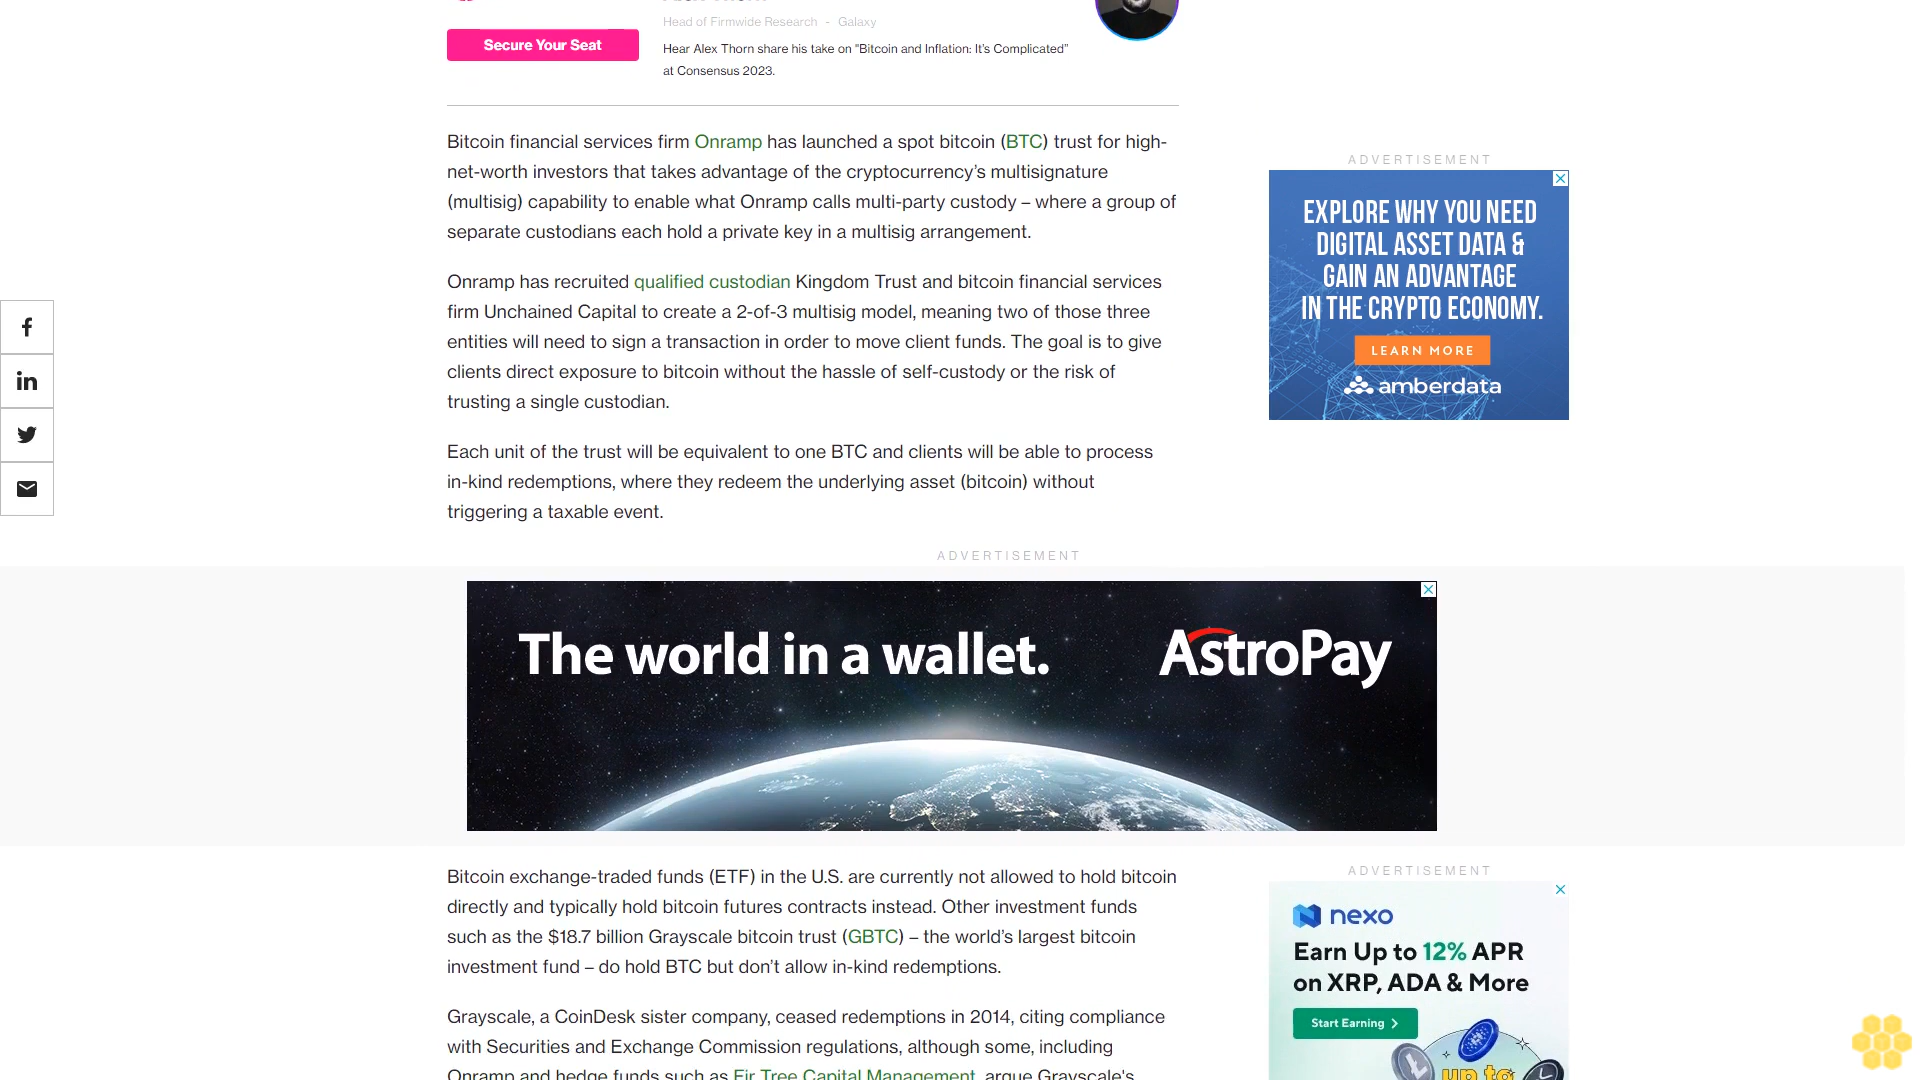 Head of Firmwide Research - Galaxy
Secure Your Seat
Hear Alex Thorn share his take on "Bitcoin and Inflation: It's Complicated"
at Consensus 2023.
Bitcoin financial services firm Onramp has launched a spot bitcoin (BTC) trust for high-
net-worth investors that takes advantage of the cryptocurrency’s multisignature
(multisig) capability to enable what Onramp calls multi-party custody – where a group of
separate custodians each hold a private key in a multisig arrangement.
Onramp has recruited qualified custodian Kingdom Trust and bitcoin financial services
firm Unchained Capital to create a 2-of-3 multisig model, meaning two of those three
entities will need to sign a transaction in order to move client funds. The goal is to give
clients direct exposure to bitcoin without the hassle of self-custody or the risk of
trusting a single custodian.
Each unit of the trust will be equivalent to one BTC and clients will be able to process
in-kind redemptions, where they redeem the underlying asset (bitcoin) without
triggering a taxable event.
ADVERTISEMENT
EXPLORE WHY YOU NEED
DIGITAL ASSET DATA &
GAIN AN ADVANTAGE
IN THE CRYPTO ECONOMY.
LEARN MORE
amberdata
ADVERTISEMENT
The world in a wallet.
AstroPay
Bitcoin exchange-traded funds (ETF) in the U.S. are currently not allowed to hold bitcoin
directly and typically hold bitcoin futures contracts instead. Other investment funds
such as the $18.7 billion Grayscale bitcoin trust (GBTC) – the world’s largest bitcoin
investment fund – do hold BTC but don’t allow in-kind redemptions.
Grayscale, a CoinDesk sister company, ceased redemptions in 2014, citing compliance
with Securities and Exchange Commission regulations, although some, including
Onramp and hedge funds such as Fir Tree Capital Management, argue Grayscale's
ADVERTISEMENT
nexo
Earn Up to 12% APR
on XRP, ADA & More
Start Earning
up to